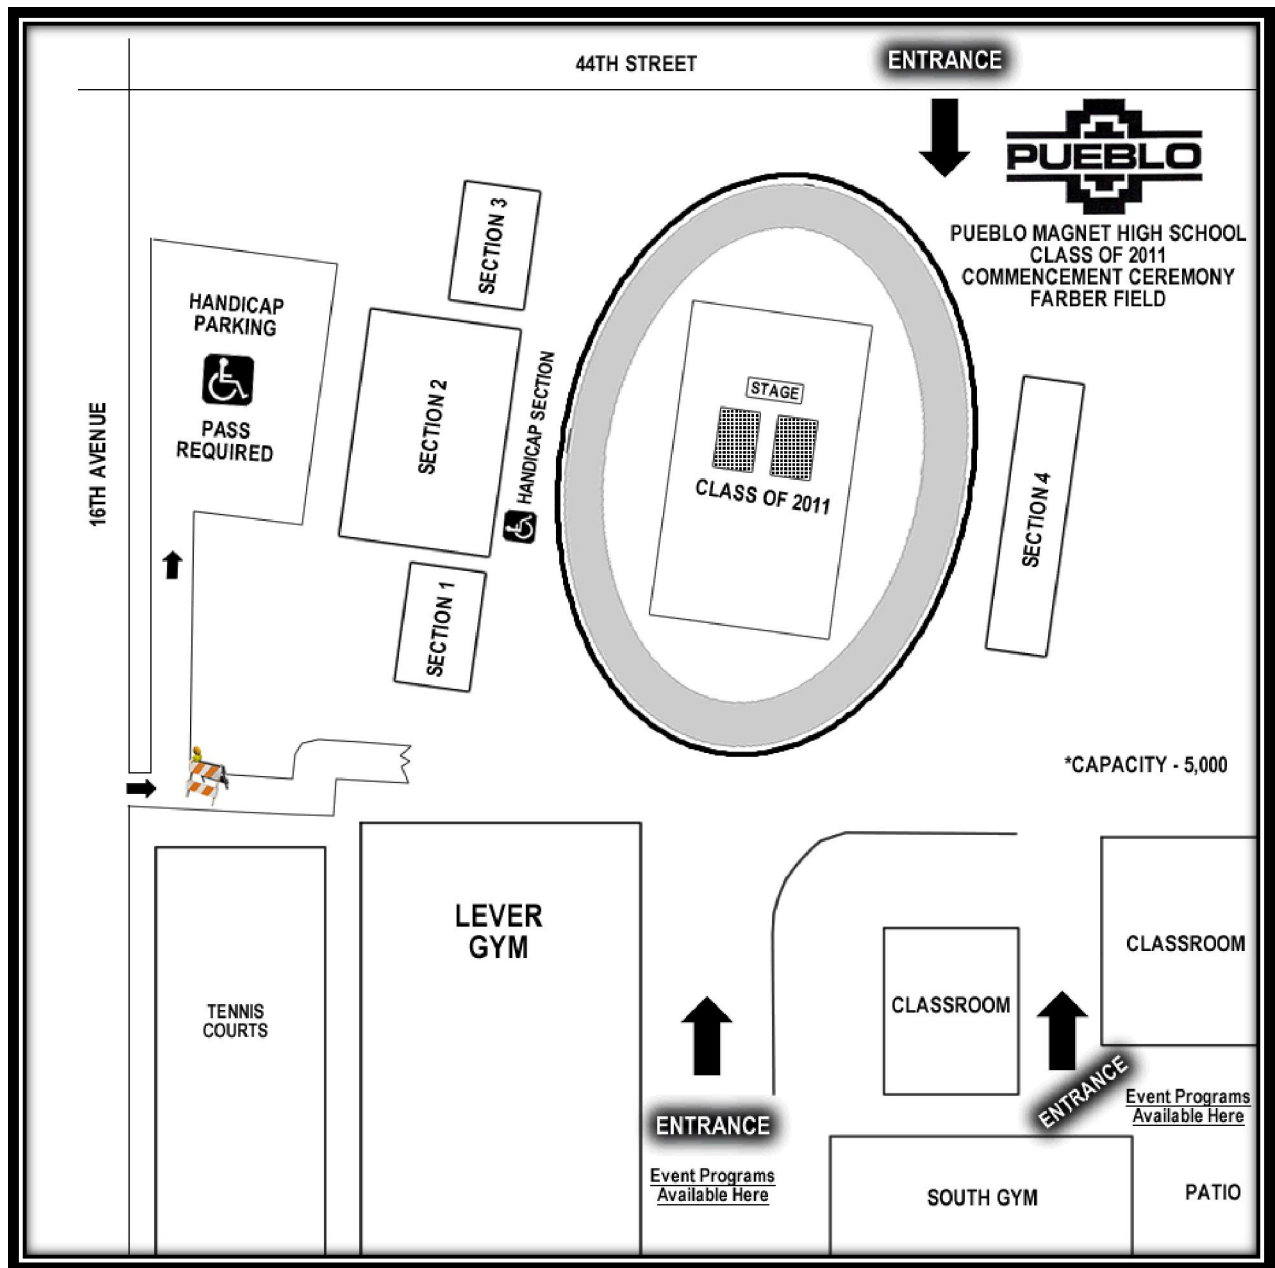 44TH STREET
ENTRANCE
PUEBLO
PUEBLO MAGNET HIGH SCHOOL
CLASS OF 2011
COMMENCEMENT CEREMONY
FARBER FIELD
SECTION 3
HANDICAP
PARKING
PASS
REQUIRED
16TH AVENUE
SECTION 2
HANDICAP SECTION
STAGE
CLASS OF 2011
SECTION 4
SECTION 1
*CAPACITY - 5,000
LEVER
GYM
TENNIS
COURTS
CLASSROOM
CLASSROOM
ENTRANCE
Event Programs
Available Here
ENTRANCE
Event Programs
Available Here
SOUTH GYM
PATIO